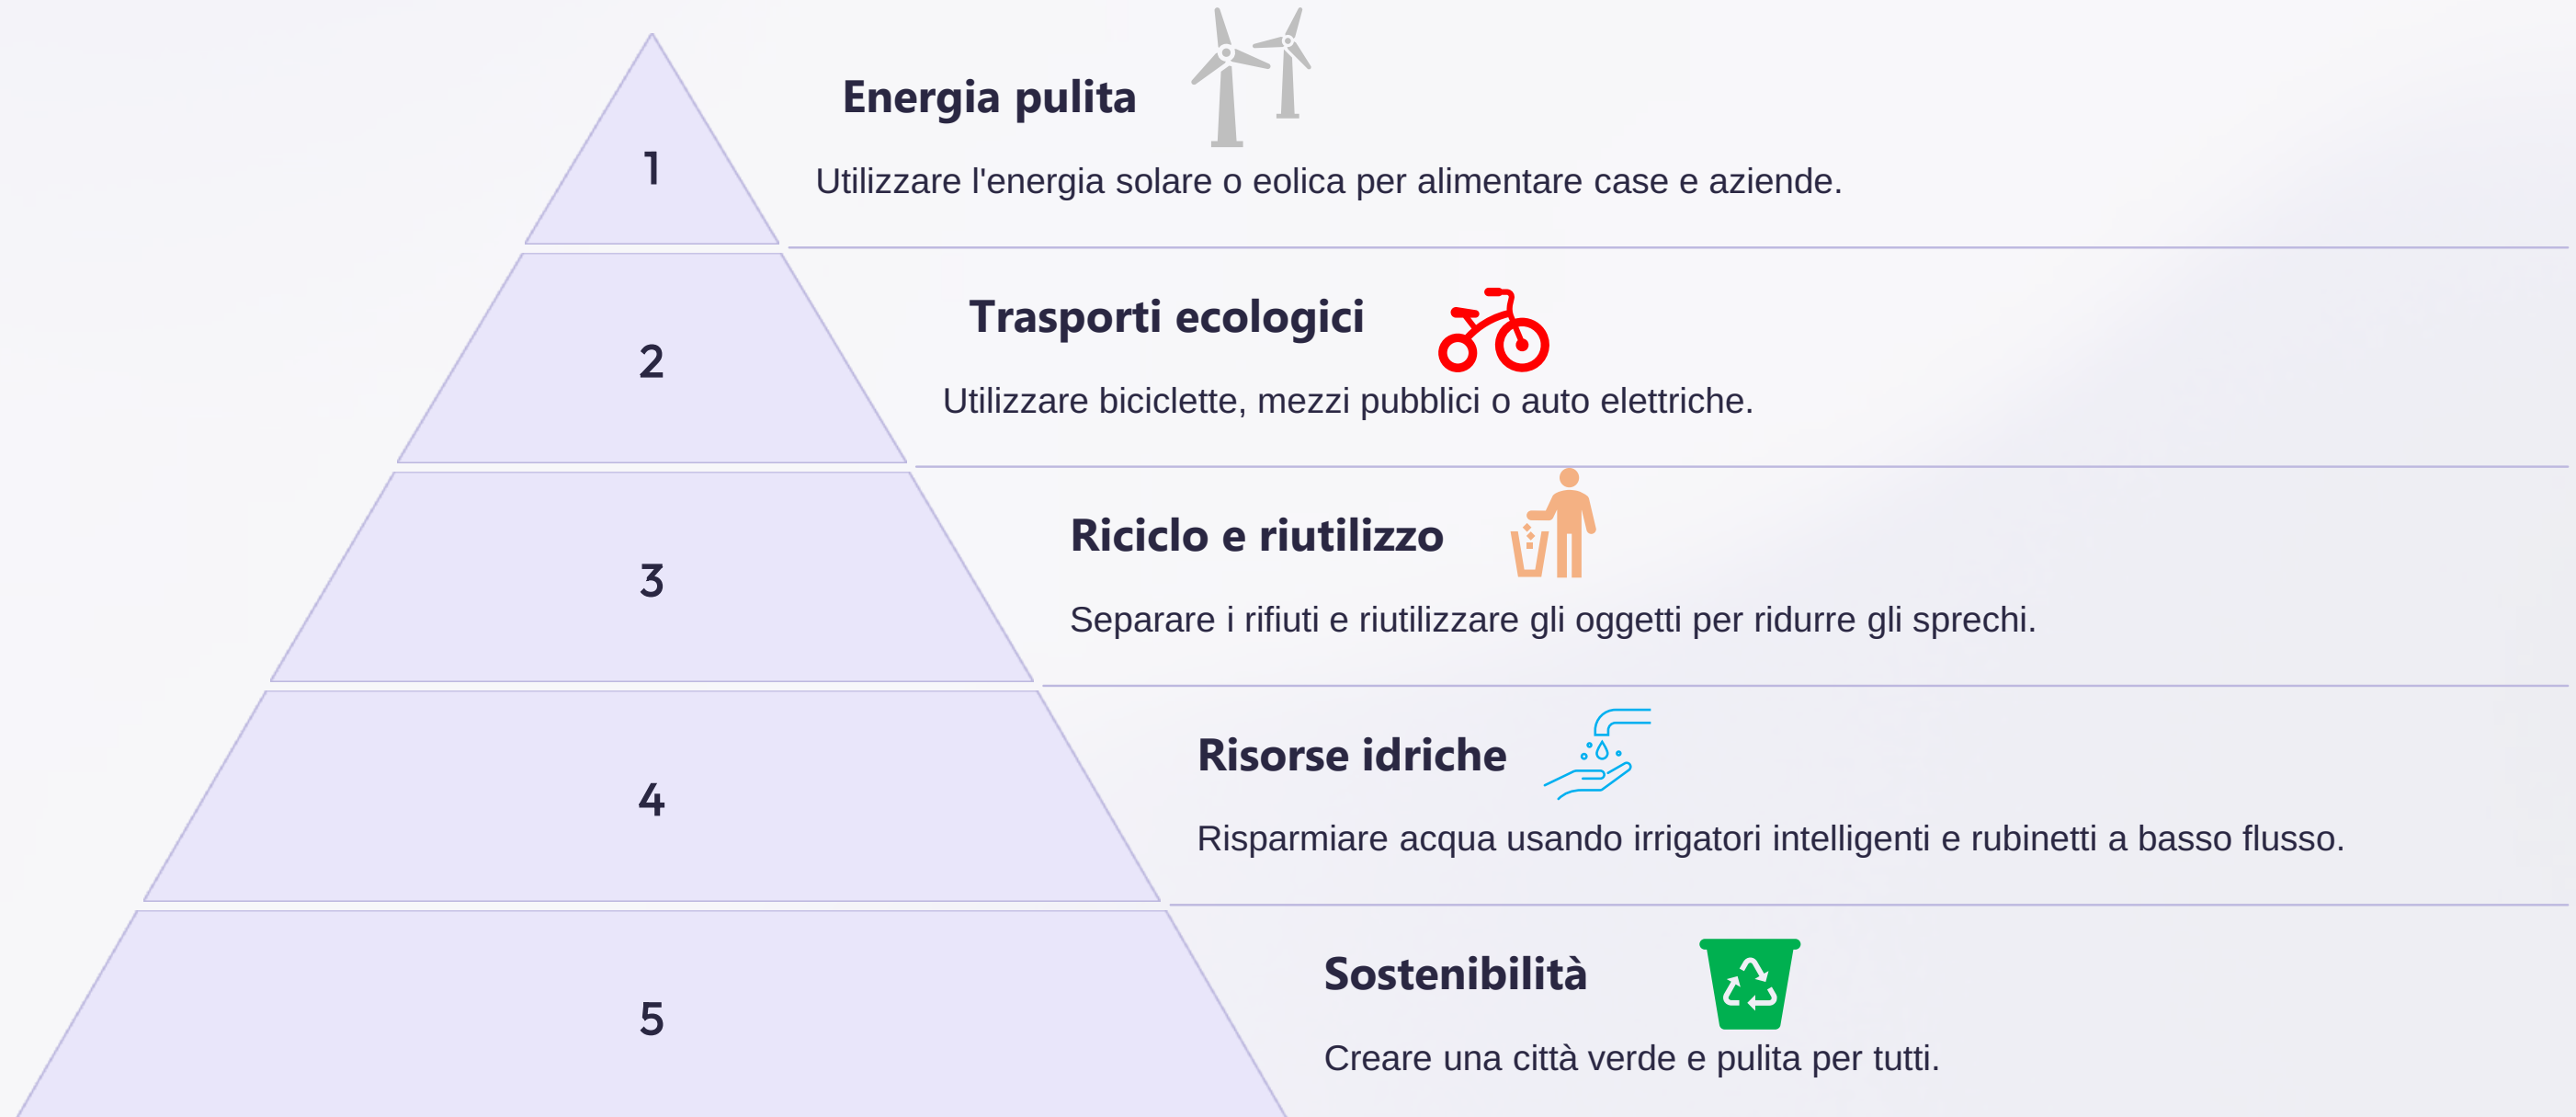 Energia pulita
1
Utilizzare l'energia solare o eolica per alimentare case e aziende.
Trasporti ecologici
2
Utilizzare biciclette, mezzi pubblici o auto elettriche.
Riciclo e riutilizzo
3
Separare i rifiuti e riutilizzare gli oggetti per ridurre gli sprechi.
Risorse idriche
4
Risparmiare acqua usando irrigatori intelligenti e rubinetti a basso flusso.
Sostenibilità
5
Creare una città verde e pulita per tutti.